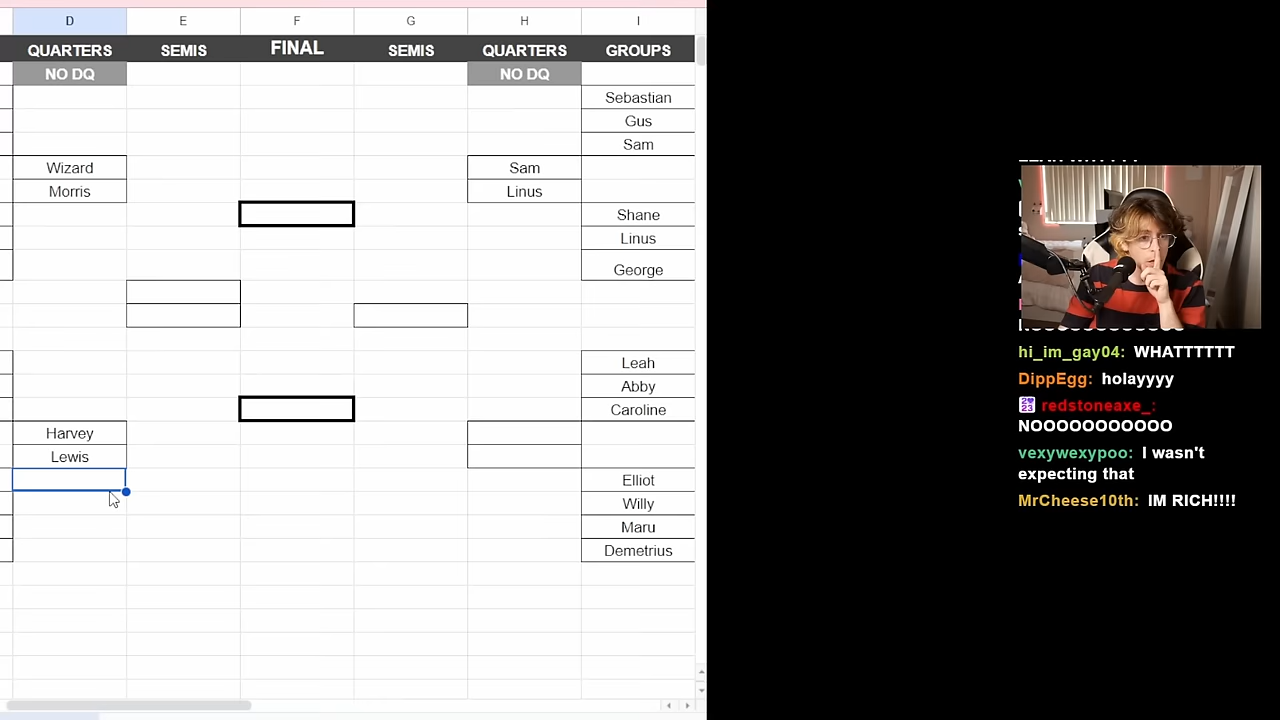 D E F G H I
QUARTERS SEMIS FINAL SEMIS QUARTERS GROUPS
NO DQ NO DQ
Sebastian
Gus
Sam
Wizard Sam
Morris Linus
Shane
Linus
George
Leah
Abby
Caroline
Harvey
Lewis
Elliot
Willy
Maru
Demetrius
hi_im_gay04: WHATTTTTT
DippEgg: holayyyy
2023 redstoneaxe_:
NOOOOOOOOOOO
vexywexypoo: I wasn't
expecting that
MrCheese10th: IM RICH!!!!